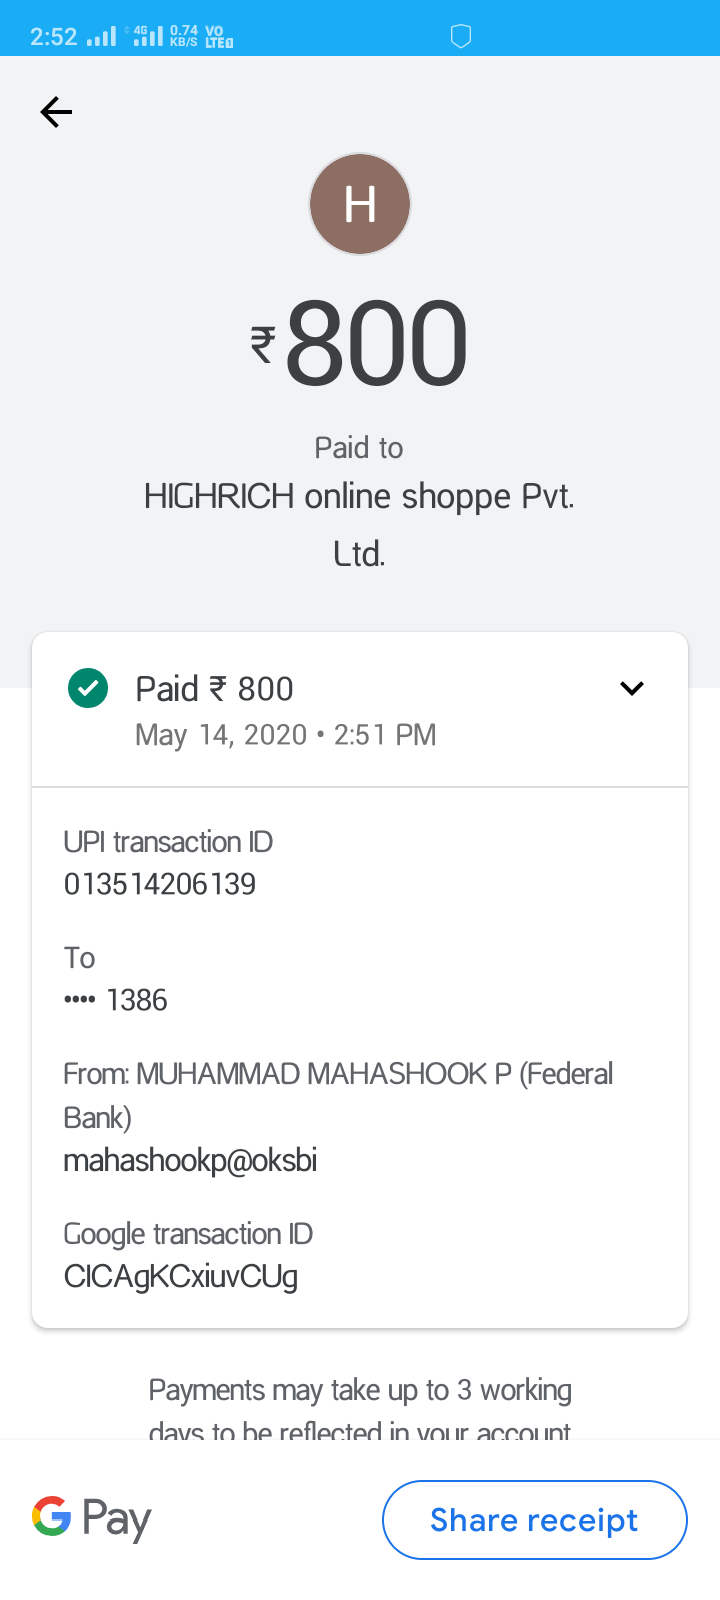 2:52 4G 0.74 KB/S VO LTE
H
₹800
Paid to
HIGHRICH online shoppe Pvt.
Ltd.
Paid ₹ 800
May 14, 2020 • 2:51 PM
UPI transaction ID
013514206139
To
•••• 1386
From: MUHAMMAD MAHASHOOK P (Federal
Bank)
mahashookp@oksbi
Google transaction ID
CICAgKCxiuvCUg
Payments may take up to 3 working
days to be reflected in your account
G Pay
Share receipt